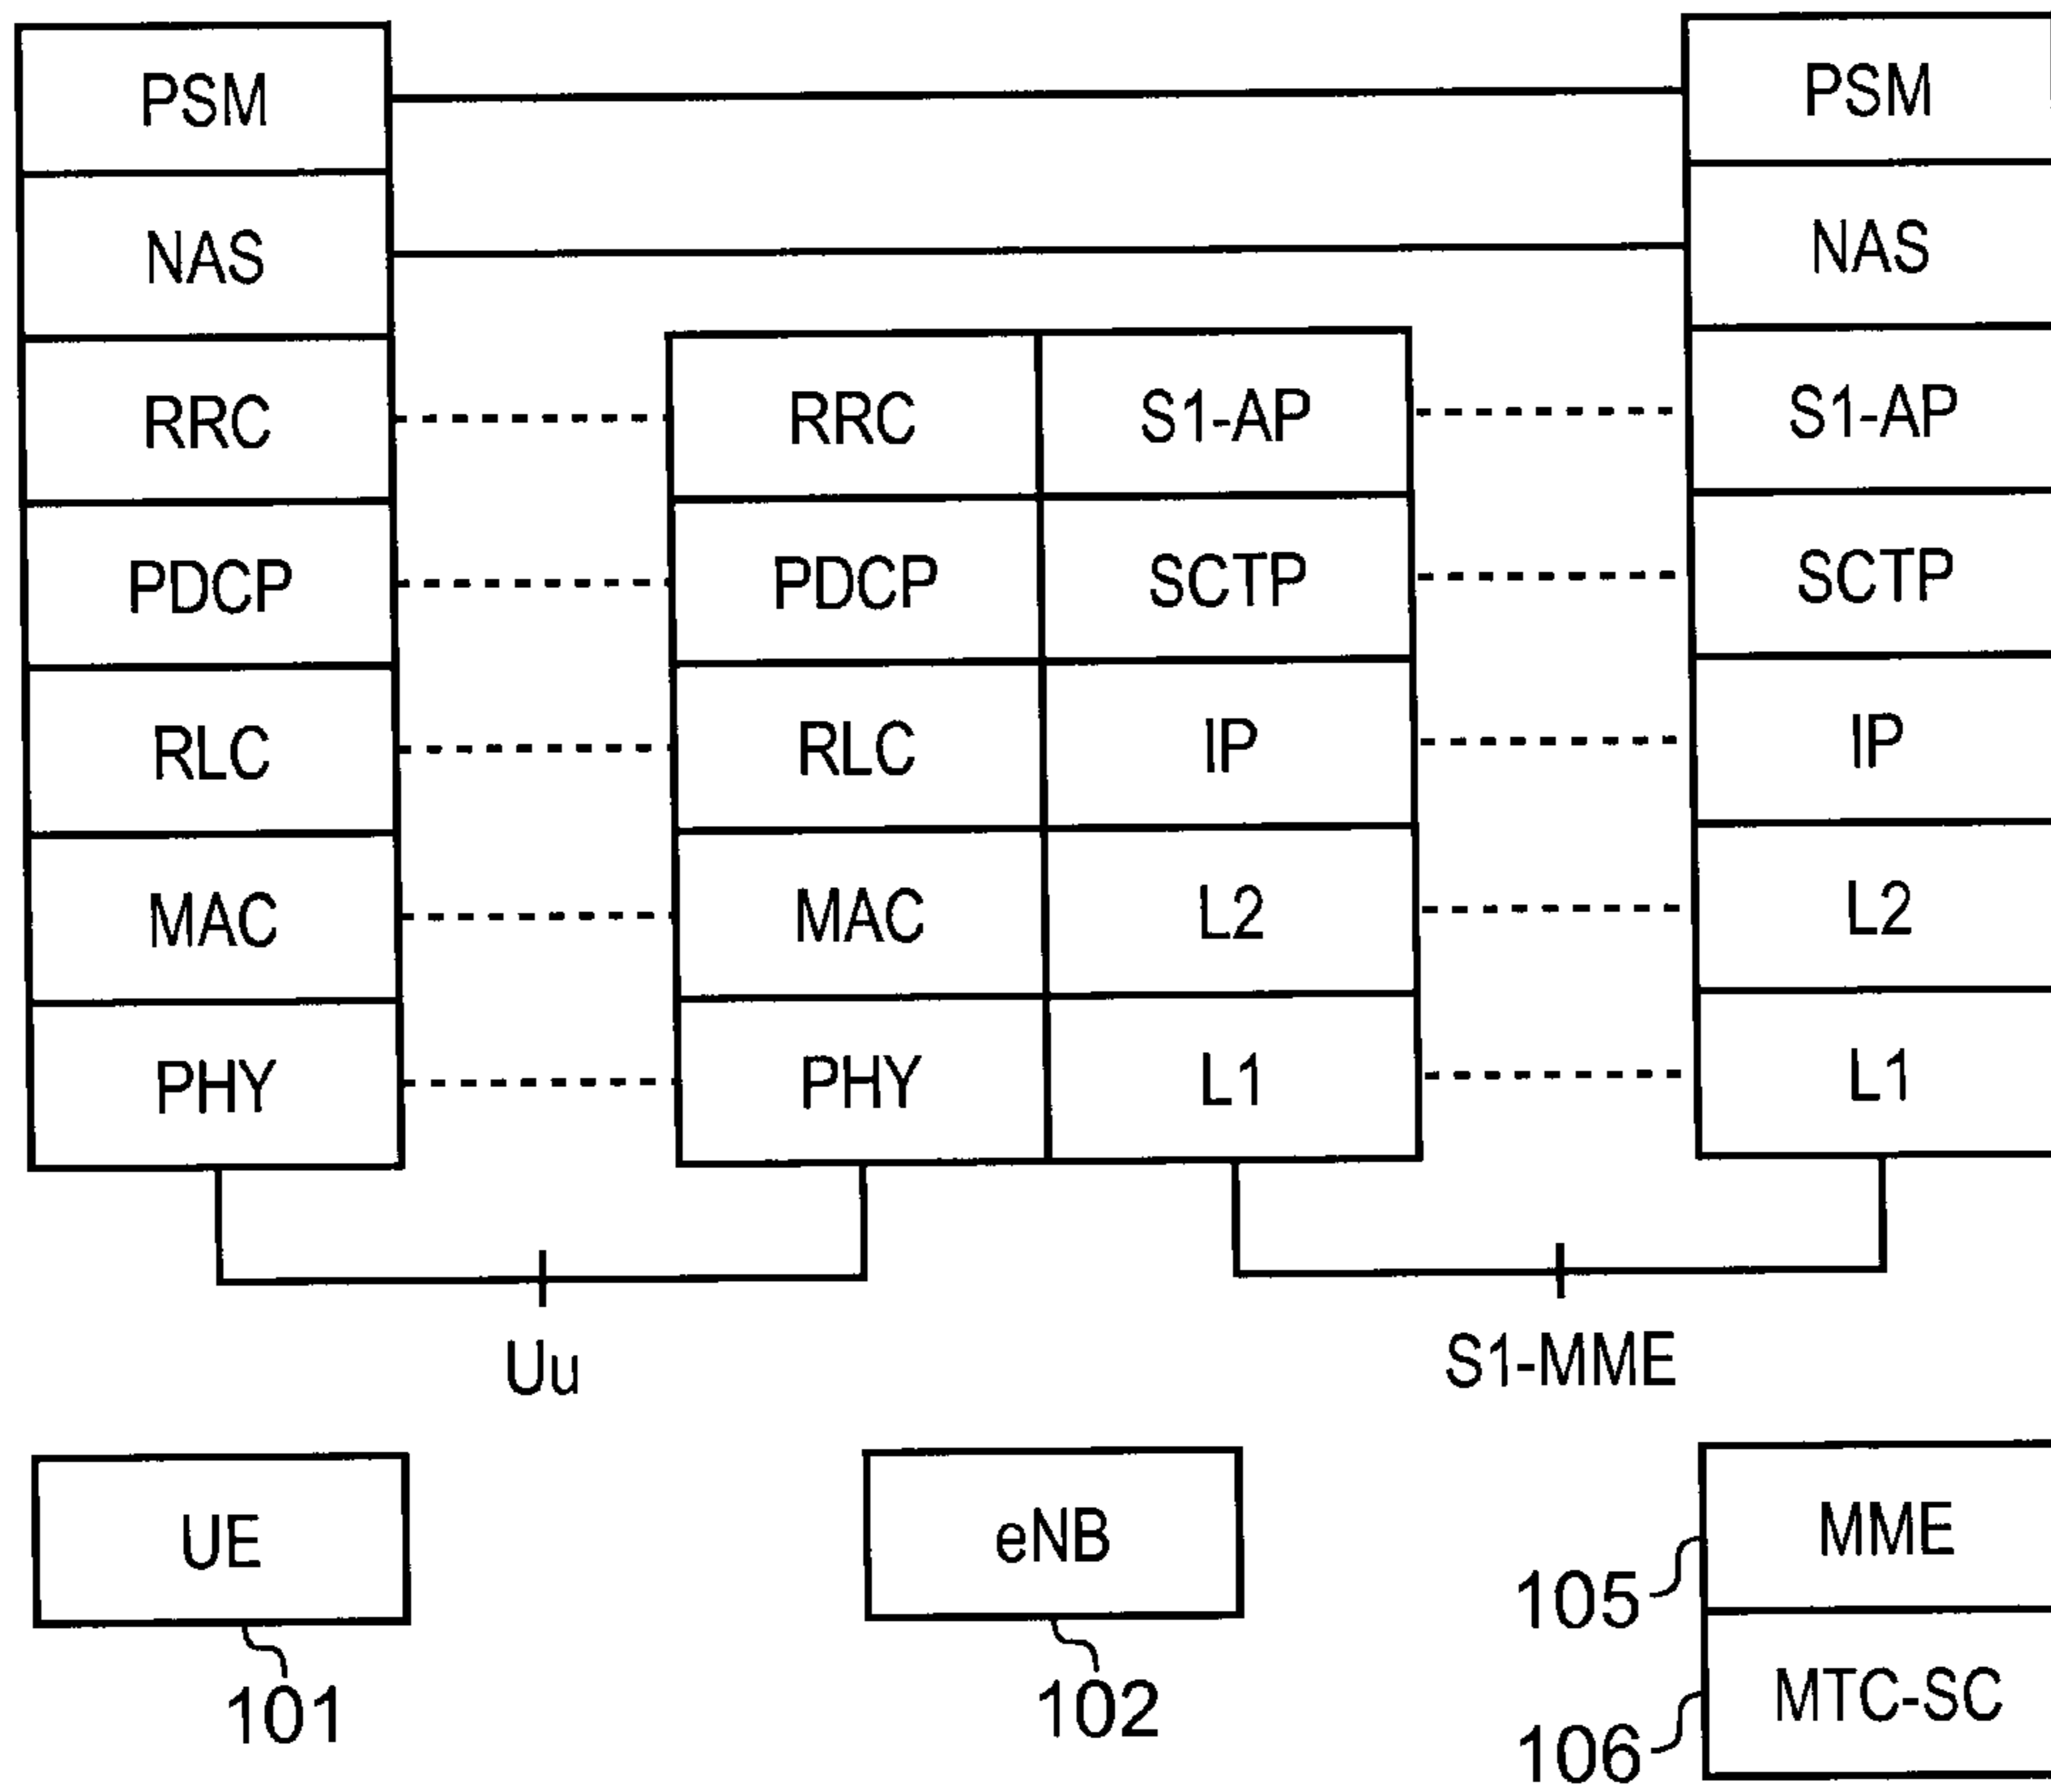 PSM PSM
NAS NAS
RRC RRC S1-AP S1-AP
PDCP PDCP SCTP SCTP
RLC RLC IP IP
MAC MAC L2 L2
PHY PHY L1 L1
Uu S1-MME
UE eNB MME
105
101 102 MTC-SC
106